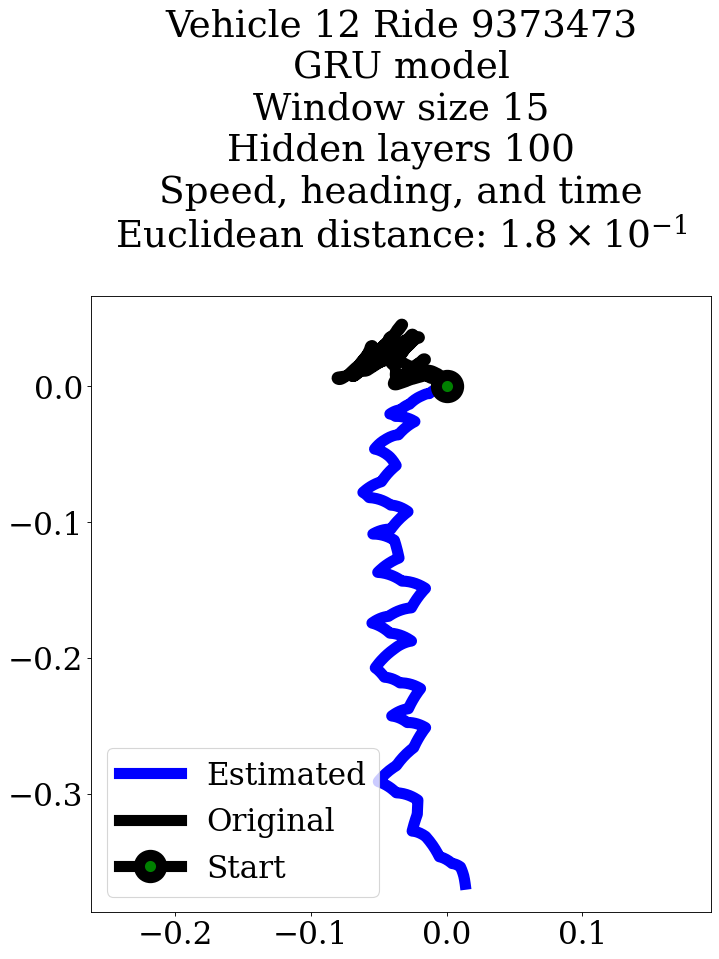 Vehicle 12 Ride 9373473
GRU model
Window size 15
Hidden layers 100
Speed, heading, and time
Euclidean distance: 1.8 × 10⁻¹
0.0
−0.1
−0.2
−0.3
Estimated
Original
Start
−0.2 −0.1 0.0 0.1